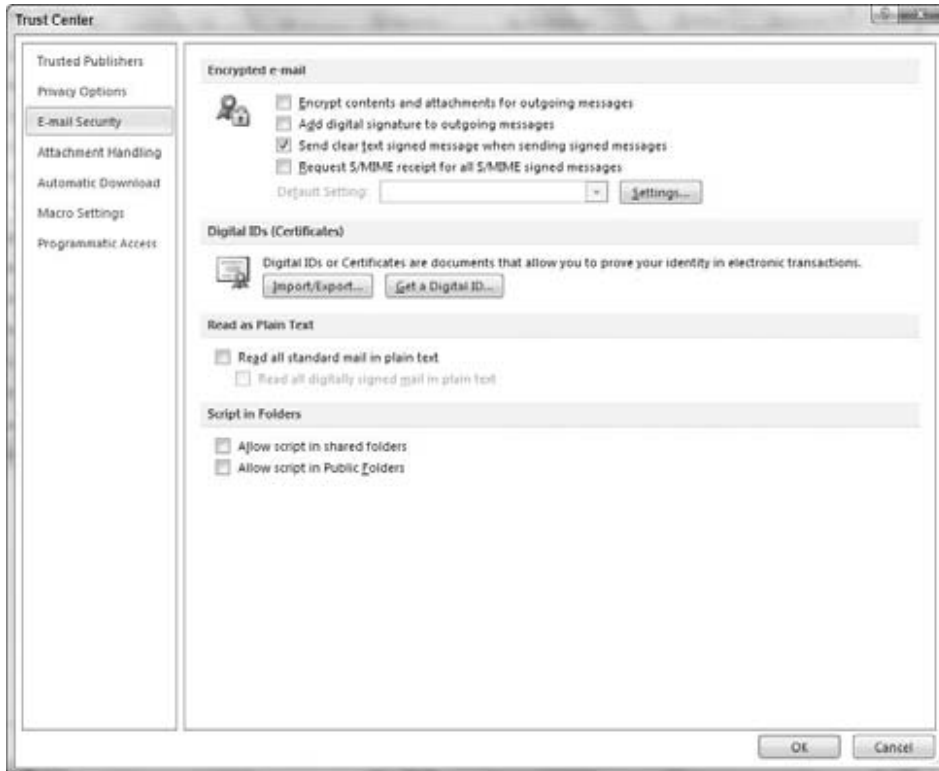 Trust Center
Trusted Publishers
Privacy Options
E-mail Security
Attachment Handling
Automatic Download
Macro Settings
Programmatic Access
Encrypted e-mail
Encrypt contents and attachments for outgoing messages
Add digital signature to outgoing messages
Send clear text signed message when sending signed messages
Request S/MIME receipt for all S/MIME signed messages
Default Setting: Settings...
Digital IDs (Certificates)
Digital IDs or Certificates are documents that allow you to prove your identity in electronic transactions.
Import/Export... Get a Digital ID...
Read as Plain Text
Read all standard mail in plain text
Read all digitally signed mail in plain text
Script in Folders
Allow script in shared folders
Allow script in Public Folders
OK Cancel